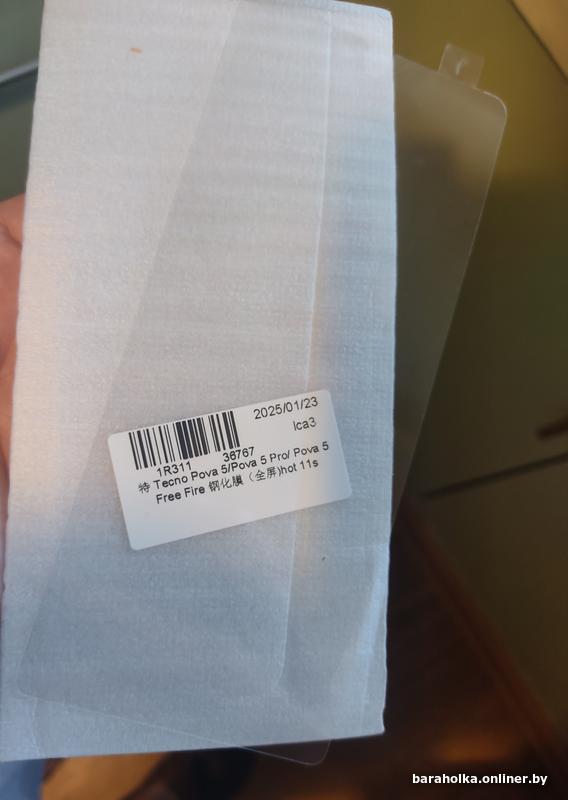 2025/01/23
lca3
1R311 36767
特 Tecno Pova 5/Pova 5 Pro/ Pova 5
Free Fire 钢化膜（全屏)hot 11s
baraholka.onliner.by